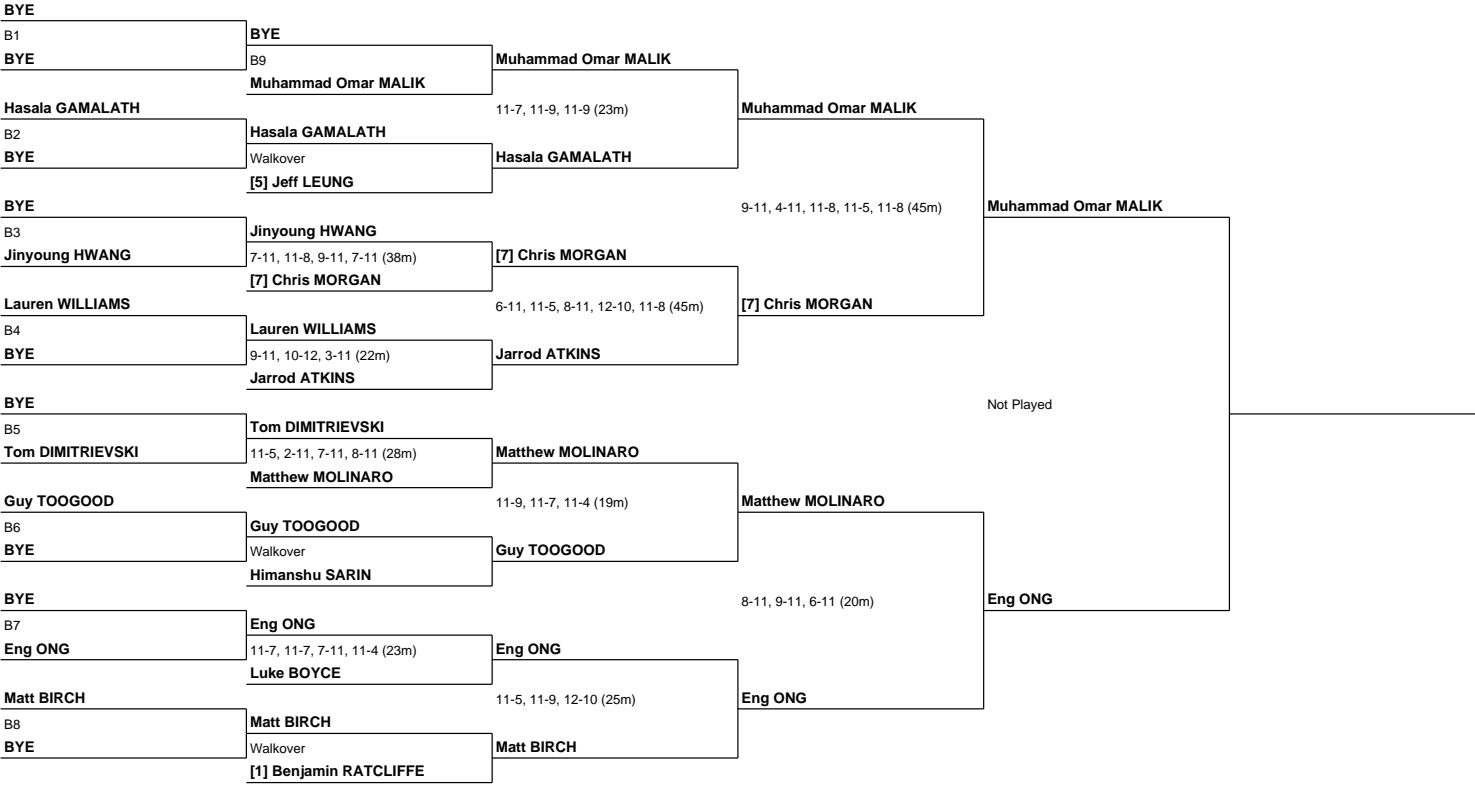 BYE
B1
BYE
Hasala GAMALATH
B2
BYE
BYE
B3
Jinyoung HWANG
Lauren WILLIAMS
B4
BYE
BYE
B5
Tom DIMITRIEVSKI
Guy TOOGOOD
B6
BYE
BYE
B7
Eng ONG
Matt BIRCH
B8
BYE
BYE
B9
Muhammad Omar MALIK
Hasala GAMALATH
Walkover
[5] Jeff LEUNG
Jinyoung HWANG
7-11, 11-8, 9-11, 7-11 (38m)
[7] Chris MORGAN
Lauren WILLIAMS
9-11, 10-12, 3-11 (22m)
Jarrod ATKINS
Tom DIMITRIEVSKI
11-5, 2-11, 7-11, 8-11 (28m)
Matthew MOLINARO
Guy TOOGOOD
Walkover
Himanshu SARIN
Eng ONG
11-7, 11-7, 7-11, 11-4 (23m)
Luke BOYCE
Matt BIRCH
Walkover
[1] Benjamin RATCLIFFE
Muhammad Omar MALIK
11-7, 11-9, 11-9 (23m)
Hasala GAMALATH
[7] Chris MORGAN
6-11, 11-5, 8-11, 12-10, 11-8 (45m)
Jarrod ATKINS
Matthew MOLINARO
11-9, 11-7, 11-4 (19m)
Guy TOOGOOD
Eng ONG
11-5, 11-9, 12-10 (25m)
Matt BIRCH
Muhammad Omar MALIK
9-11, 4-11, 11-8, 11-5, 11-8 (45m)
[7] Chris MORGAN
Matthew MOLINARO
8-11, 9-11, 6-11 (20m)
Eng ONG
Muhammad Omar MALIK
Not Played
Eng ONG